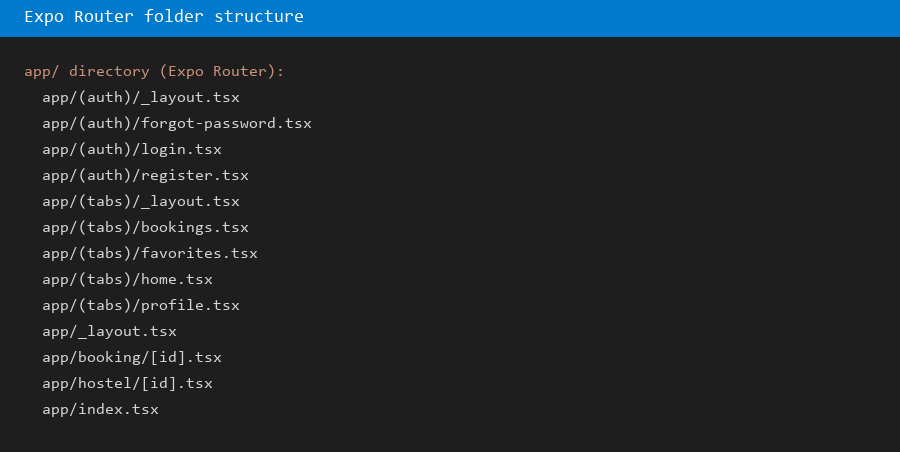 Expo Router folder structure
app/ directory (Expo Router):
app/(auth)/_layout.tsx
app/(auth)/forgot-password.tsx
app/(auth)/login.tsx
app/(auth)/register.tsx
app/(tabs)/_layout.tsx
app/(tabs)/bookings.tsx
app/(tabs)/favorites.tsx
app/(tabs)/home.tsx
app/(tabs)/profile.tsx
app/_layout.tsx
app/booking/[id].tsx
app/hostel/[id].tsx
app/index.tsx